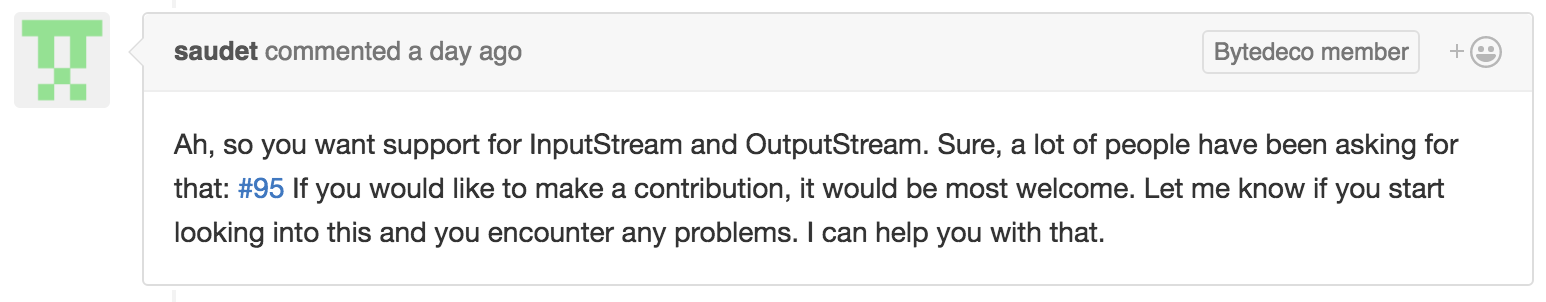 saudet commented a day ago
Bytedeco member
+
Ah, so you want support for InputStream and OutputStream. Sure, a lot of people have been asking for
that: #95 If you would like to make a contribution, it would be most welcome. Let me know if you start
looking into this and you encounter any problems. I can help you with that.